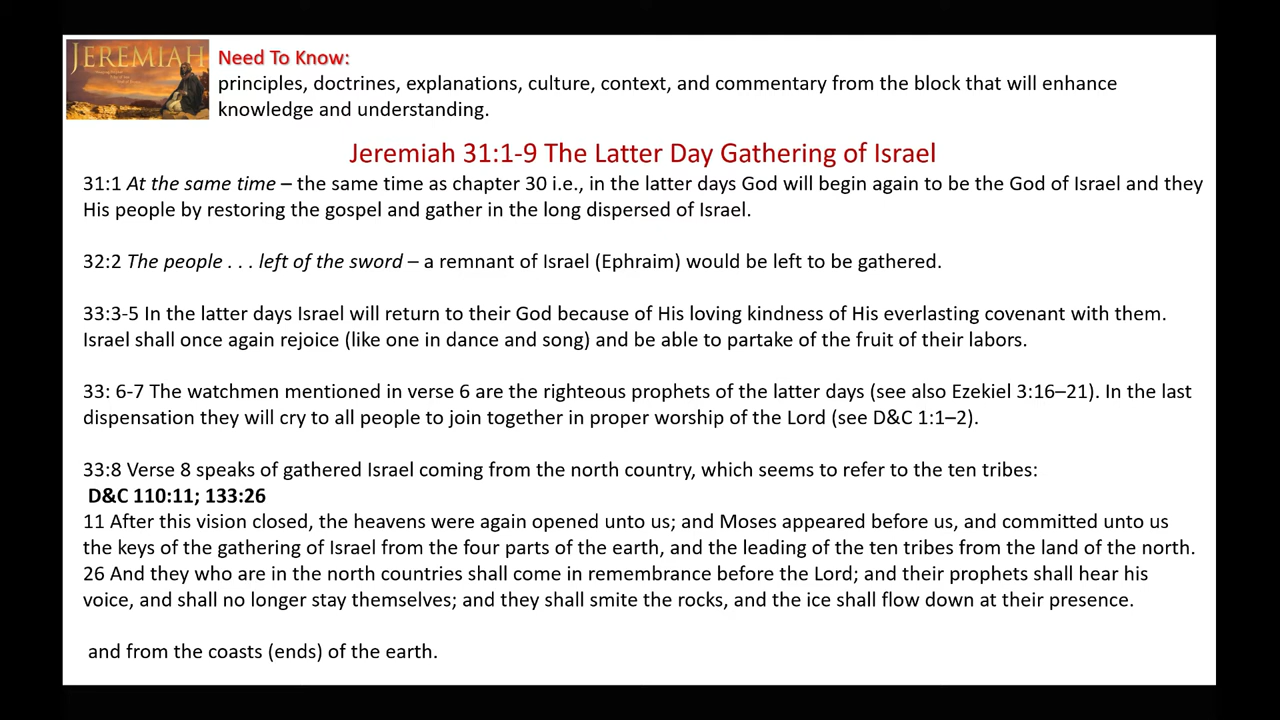 JEREMIAH
Need To Know:
principles, doctrines, explanations, culture, context, and commentary from the block that will enhance
knowledge and understanding.
Jeremiah 31:1-9 The Latter Day Gathering of Israel
31:1 At the same time – the same time as chapter 30 i.e., in the latter days God will begin again to be the God of Israel and they
His people by restoring the gospel and gather in the long dispersed of Israel.
32:2 The people . . . left of the sword – a remnant of Israel (Ephraim) would be left to be gathered.
33:3-5 In the latter days Israel will return to their God because of His loving kindness of His everlasting covenant with them.
Israel shall once again rejoice (like one in dance and song) and be able to partake of the fruit of their labors.
33: 6-7 The watchmen mentioned in verse 6 are the righteous prophets of the latter days (see also Ezekiel 3:16–21). In the last
dispensation they will cry to all people to join together in proper worship of the Lord (see D&C 1:1–2).
33:8 Verse 8 speaks of gathered Israel coming from the north country, which seems to refer to the ten tribes:
D&C 110:11; 133:26
11 After this vision closed, the heavens were again opened unto us; and Moses appeared before us, and committed unto us
the keys of the gathering of Israel from the four parts of the earth, and the leading of the ten tribes from the land of the north.
26 And they who are in the north countries shall come in remembrance before the Lord; and their prophets shall hear his
voice, and shall no longer stay themselves; and they shall smite the rocks, and the ice shall flow down at their presence.
and from the coasts (ends) of the earth.